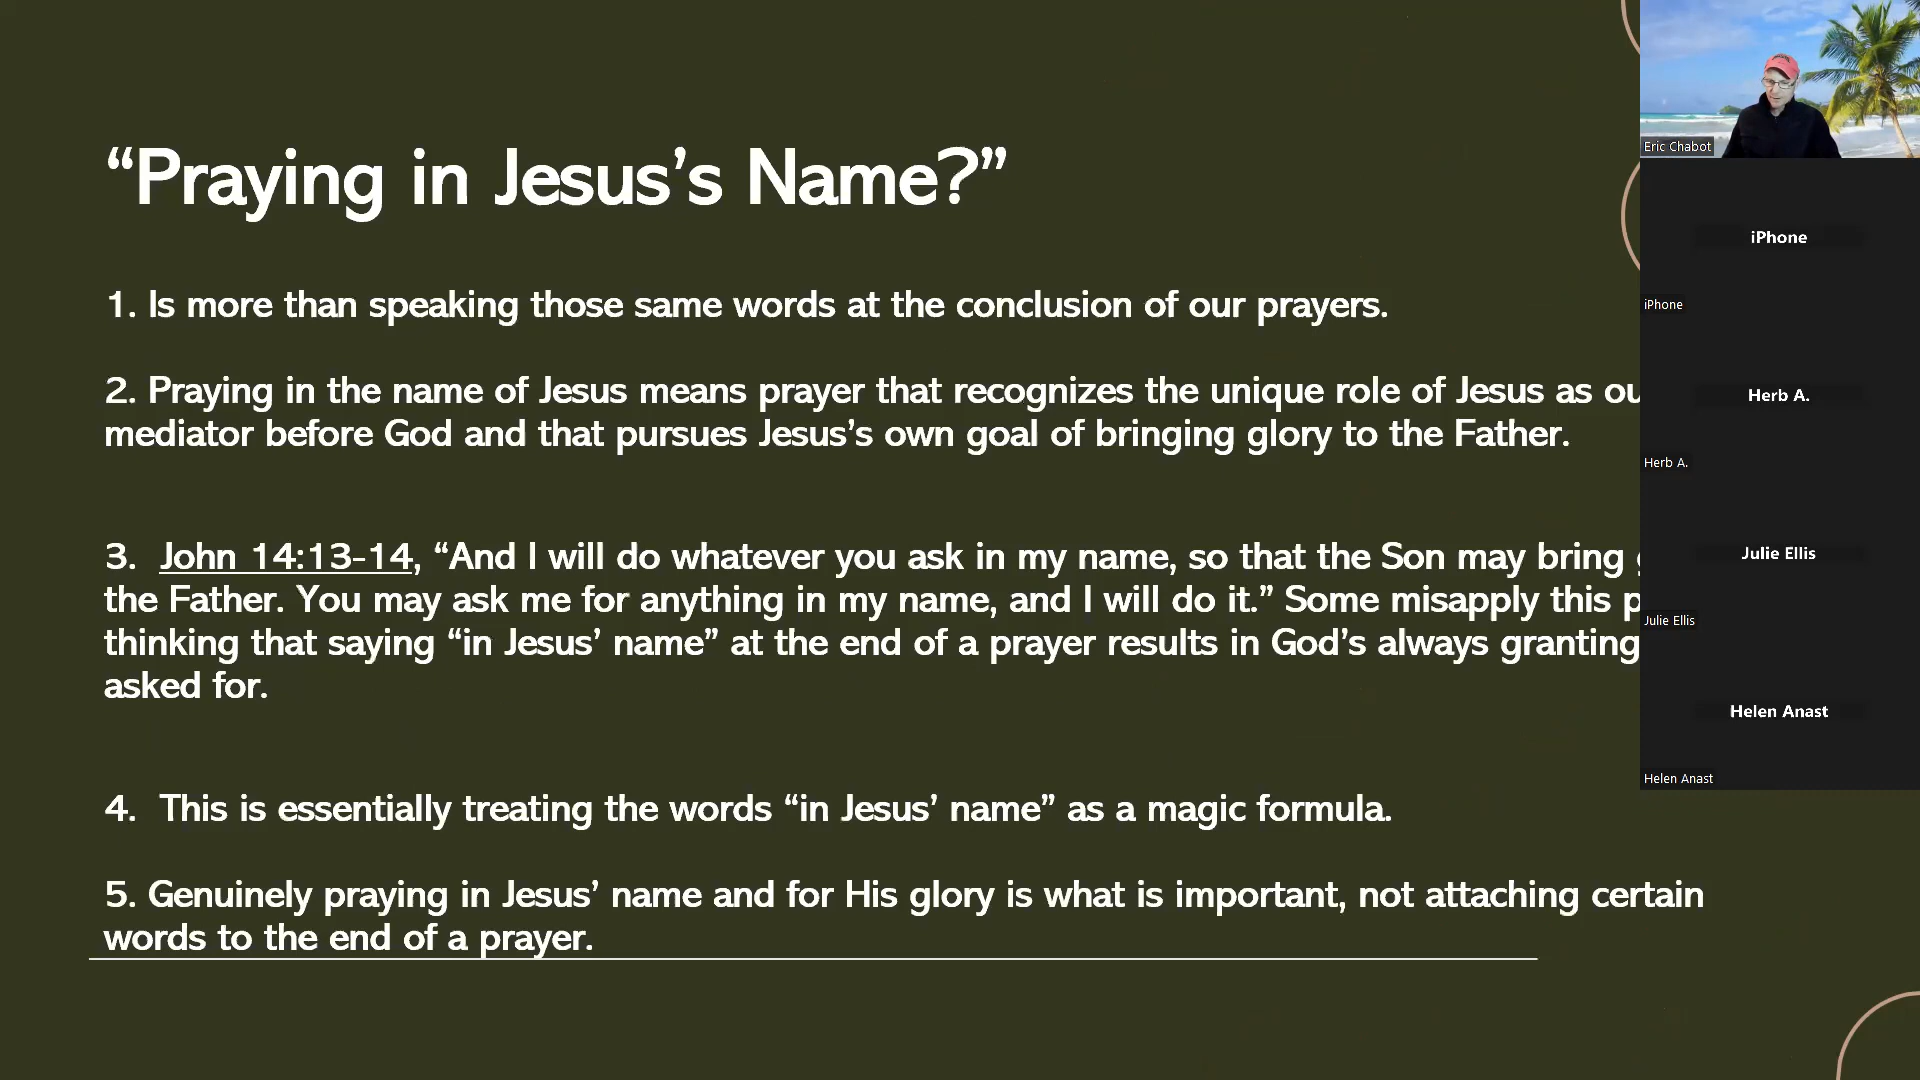 “Praying in Jesus’s Name?”
1. Is more than speaking those same words at the conclusion of our prayers.
2. Praying in the name of Jesus means prayer that recognizes the unique role of Jesus as
mediator before God and that pursues Jesus’s own goal of bringing glory to the Father.
3. John 14:13-14, “And I will do whatever you ask in my name, so that the Son may bring
the Father. You may ask me for anything in my name, and I will do it.” Some misapply this
thinking that saying “in Jesus’ name” at the end of a prayer results in God’s always granting
asked for.
4. This is essentially treating the words “in Jesus’ name” as a magic formula.
5. Genuinely praying in Jesus’ name and for His glory is what is important, not attaching certain
words to the end of a prayer.
Eric Chabot
iPhone
iPhone
Herb A.
Herb A.
Julie Ellis
Julie Ellis
Helen Anast
Helen Anast